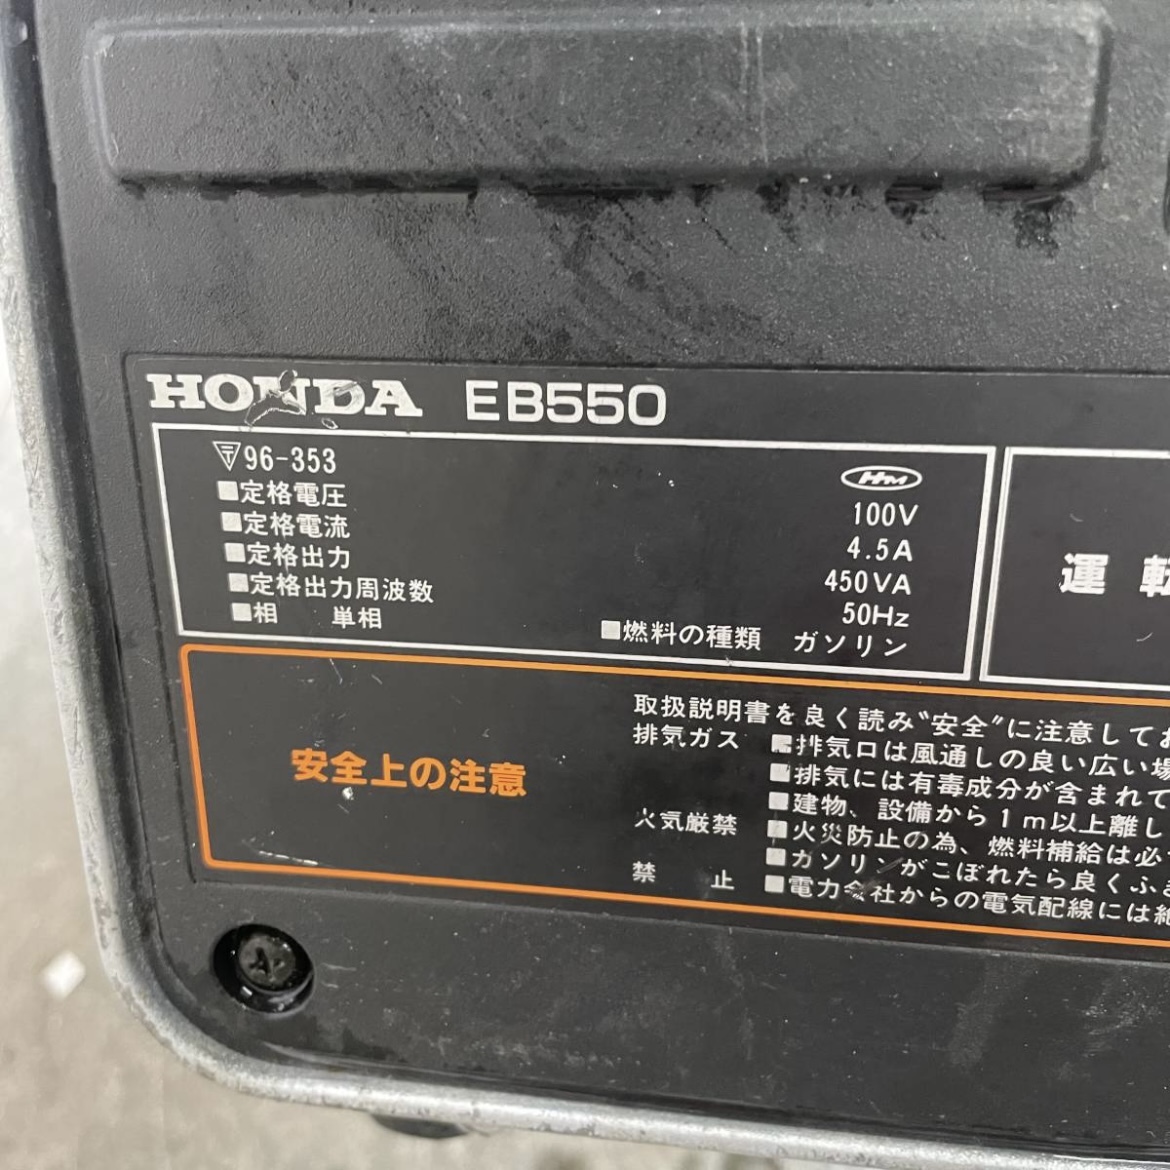 HONDA EB550
〒96-353
HM
■定格電圧 100V
■定格電流 4.5A
■定格出力 450VA
■定格出力周波数 50Hz
■相 単相 ■燃料の種類 ガソリン
運転
安全上の注意
取扱説明書を良く読み“安全”に注意して
排気ガス ■排気口は風通しの良い広い場
■排気には有毒成分が含まれて
■建物、設備から1m以上離し
火気厳禁 ■火災防止の為、燃料補給は必
■ガソリンがこぼれたら良くふ
禁止 ■電力会社からの電気配線には絶